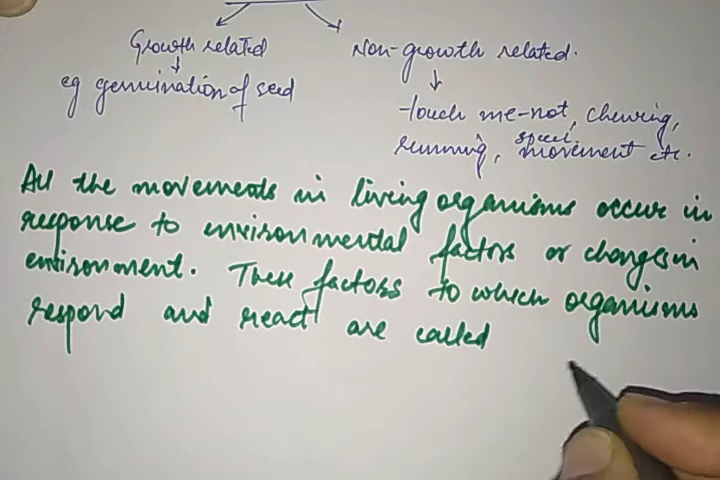 Growth related Non-growth related.
eg germination of seed
touch me-not, chewing,
running, movement etc.
All the movements in living organisms occur in
response to environmental factors or changes in
environment. These factors to which organisms
respond and react are called